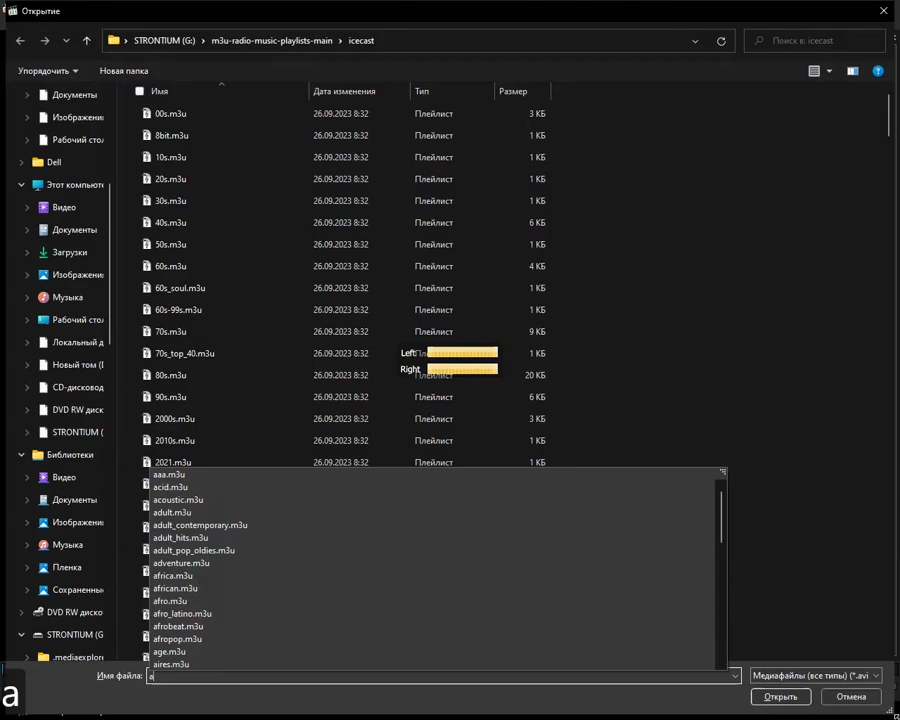 Открытие
STRONTIUM (G:) > m3u-radio-music-playlists-main > icecast
Поиск в: icecast
Упорядочить
Новая папка
Имя
Дата изменения
Тип
Размер
Документы
Изображени
Рабочий стол
Dell
Этот компьюте
Видео
Документы
Загрузки
Изображени
Музыка
Рабочий стол
Локальный д
Новый том (D
CD-дисковод
DVD RW диск
STRONTIUM (
Библиотеки
Видео
Документы
Изображени
Музыка
Пленка
Сохраненные
DVD RW диско
STRONTIUM (G
.mediaexplore
00s.m3u 26.09.2023 8:32 Плейлист 3 КБ
8bit.m3u 26.09.2023 8:32 Плейлист 1 КБ
10s.m3u 26.09.2023 8:32 Плейлист 1 КБ
20s.m3u 26.09.2023 8:32 Плейлист 1 КБ
30s.m3u 26.09.2023 8:32 Плейлист 1 КБ
40s.m3u 26.09.2023 8:32 Плейлист 6 КБ
50s.m3u 26.09.2023 8:32 Плейлист 1 КБ
60s.m3u 26.09.2023 8:32 Плейлист 4 КБ
60s_soul.m3u 26.09.2023 8:32 Плейлист 1 КБ
60s-99s.m3u 26.09.2023 8:32 Плейлист 1 КБ
70s.m3u 26.09.2023 8:32 Плейлист 9 КБ
70s_top_40.m3u 26.09.2023 8:32 1 КБ
Left
Right
80s.m3u 26.09.2023 8:32 Плейлист 20 КБ
90s.m3u 26.09.2023 8:32 Плейлист 6 КБ
2000s.m3u 26.09.2023 8:32 Плейлист 3 КБ
2010s.m3u 26.09.2023 8:32 Плейлист 1 КБ
2021.m3u 26.09.2023 8:32 Плейлист 1 КБ
aaa.m3u
acid.m3u
acoustic.m3u
adult.m3u
adult_contemporary.m3u
adult_hits.m3u
adult_pop_oldies.m3u
adventure.m3u
africa.m3u
african.m3u
afro.m3u
afro_latino.m3u
afrobeat.m3u
afropop.m3u
age.m3u
aires.m3u
Имя файла: a
Медиафайлы (все типы) (*.avi
Открыть
Отмена
a